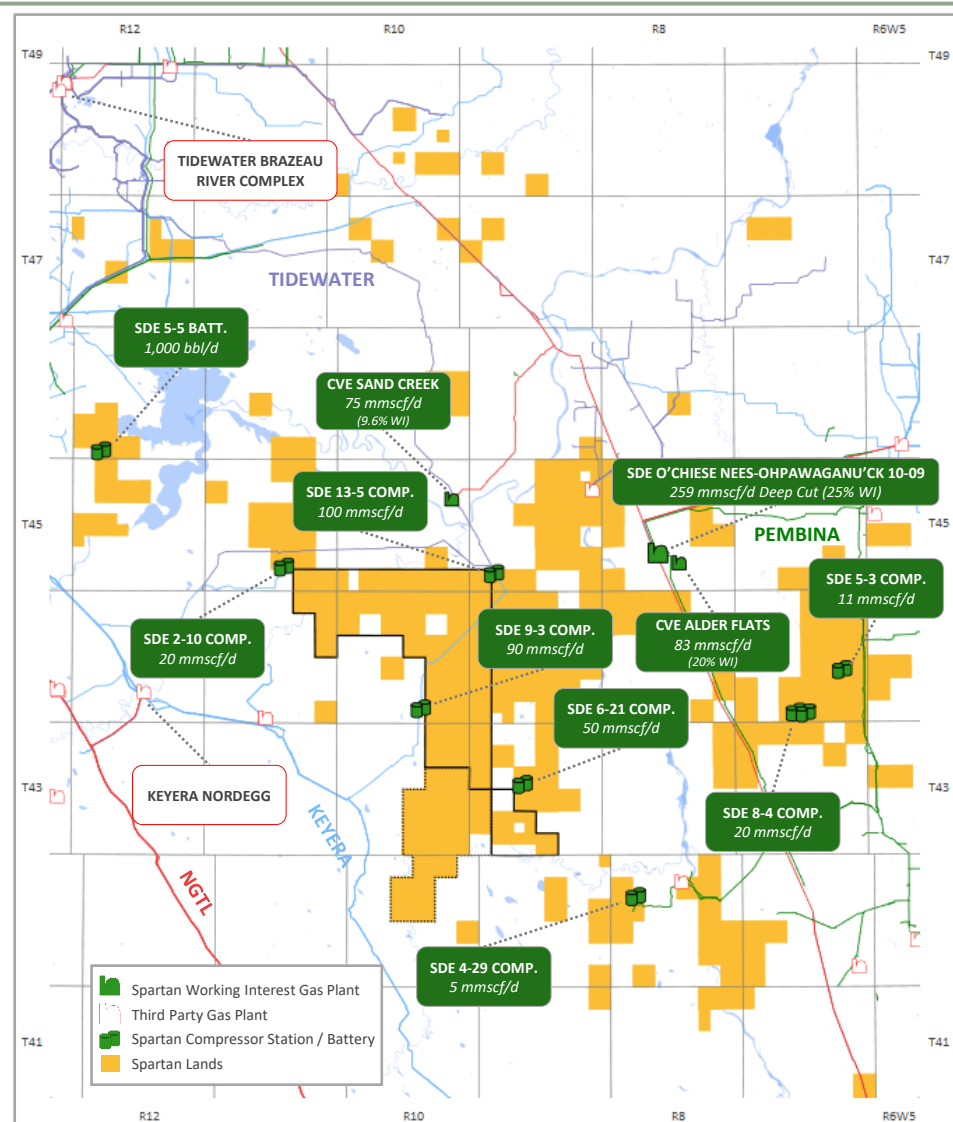 R12
R10
R8
R6W5
T49
T49
TIDEWATER BRAZEAU
RIVER COMPLEX
T47
T47
TIDEWATER
SDE 5-5 BATT.
1,000 bbl/d
CVE SAND CREEK
75 mmscf/d
(9.6% WI)
SDE O'CHIESE NEES-OHPAWAGANU'CK 10-09
259 mmscf/d Deep Cut (25% WI)
SDE 13-5 COMP.
100 mmscf/d
T45
T45
PEMBINA
SDE 5-3 COMP.
11 mmscf/d
SDE 2-10 COMP.
20 mmscf/d
SDE 9-3 COMP.
90 mmscf/d
CVE ALDER FLATS
83 mmscf/d
(20% WI)
SDE 6-21 COMP.
50 mmscf/d
KEYERA NORDEGG
T43
T43
KEYERA
SDE 8-4 COMP.
20 mmscf/d
NGTL
SDE 4-29 COMP.
5 mmscf/d
Spartan Working Interest Gas Plant
Third Party Gas Plant
Spartan Compressor Station / Battery
Spartan Lands
T41
T41
R12
R10
R8
R6W5